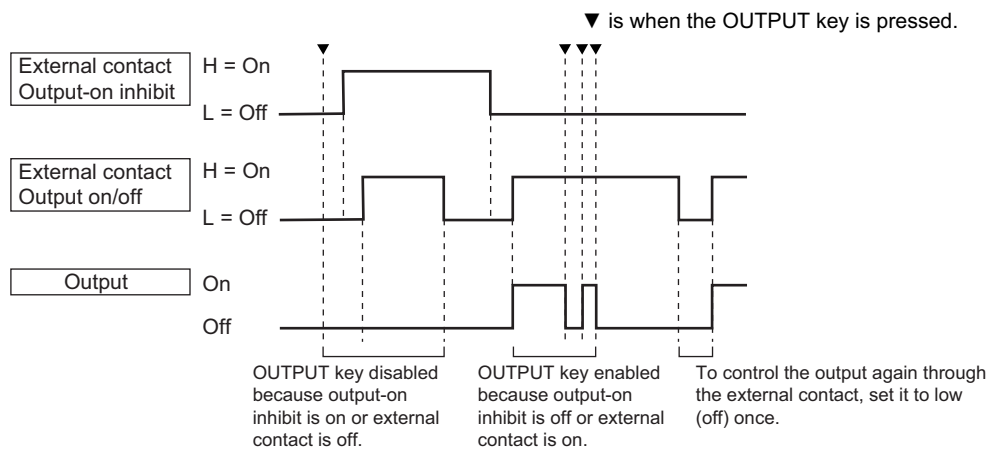 ▼ is when the OUTPUT key is pressed.
External contact
Output-on inhibit
H = On
L = Off
External contact
Output on/off
H = On
L = Off
Output
On
Off
OUTPUT key disabled
because output-on
inhibit is on or external
contact is off.
OUTPUT key enabled
because output-on
inhibit is off or external
contact is on.
To control the output again through
the external contact, set it to low
(off) once.